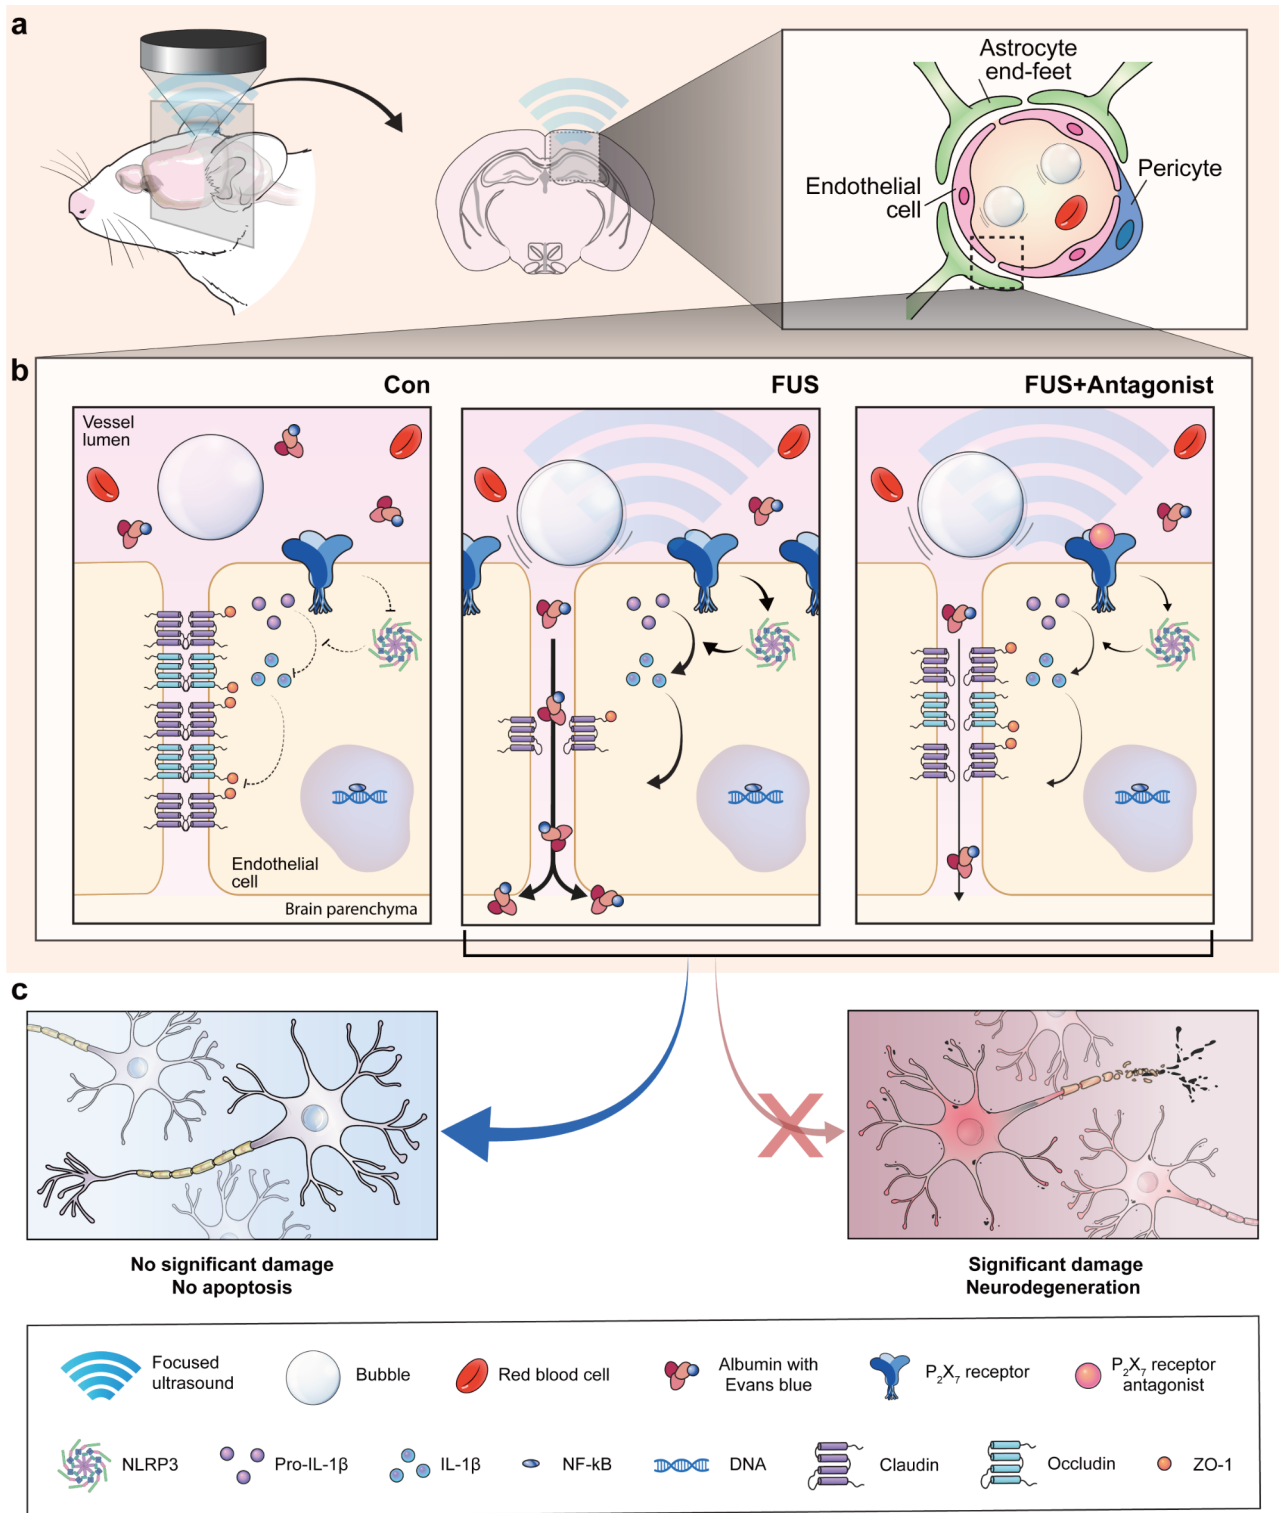 a
Astrocyte
end-feet
Endothelial
cell
Pericyte
b
Con
FUS
FUS+Antagonist
Vessel
lumen
Endothelial
cell
Brain parenchyma
c
X
No significant damage
No apoptosis
Significant damage
Neurodegeneration
Focused
ultrasound
Bubble
Red blood cell
Albumin with
Evans blue
P₂X₇ receptor
P₂X₇ receptor
antagonist
NLRP3
Pro-IL-1β
IL-1β
NF-kB
DNA
Claudin
Occludin
ZO-1